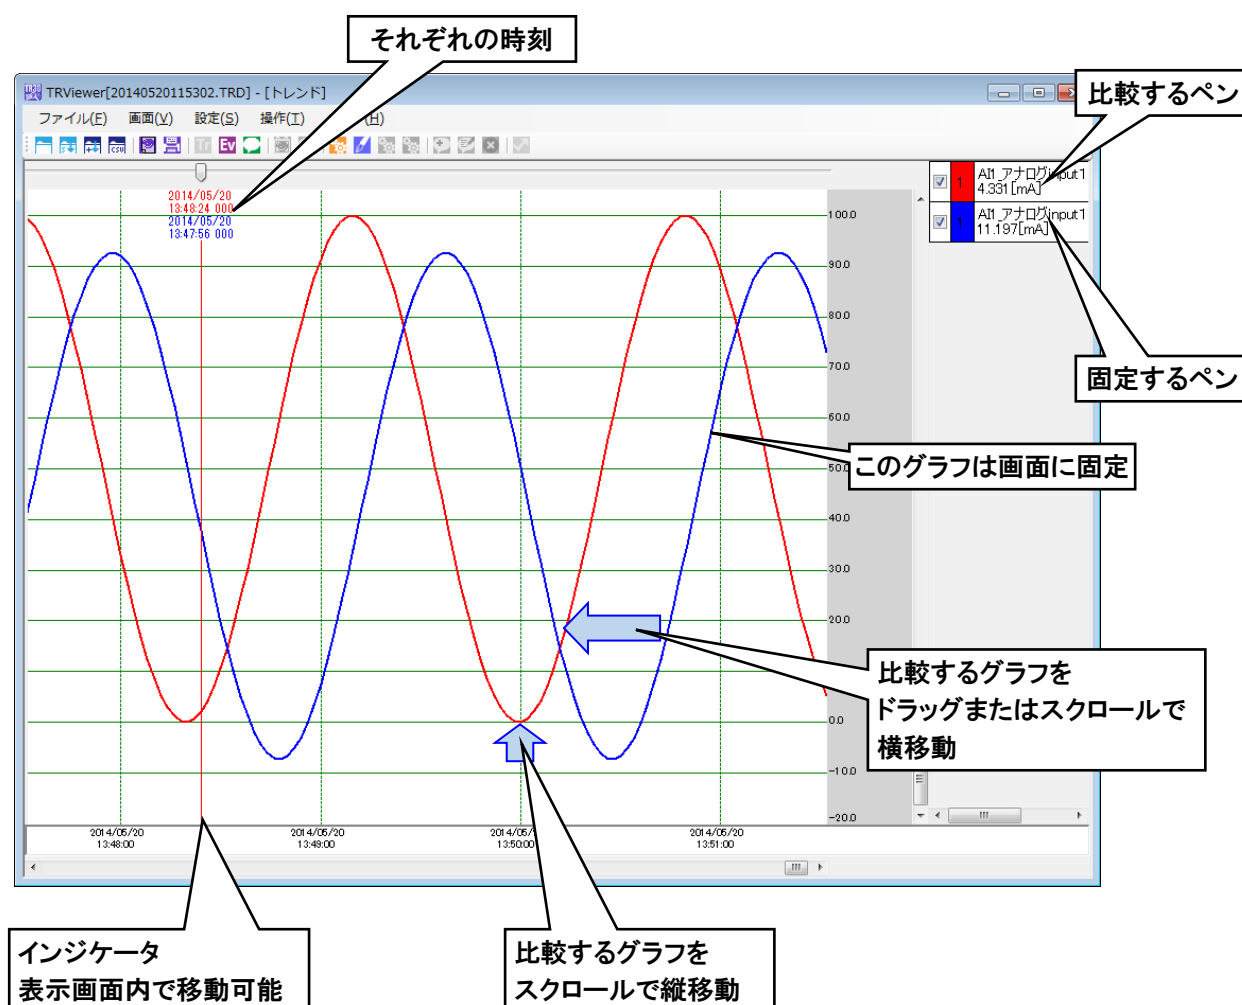 それぞれの時刻
TRViewer[20140520115302.TRD] - [トレンド]
比較するペン
ファイル(F) 画面(V) 設定(S) 操作(T) (H)
CSV Tr Ev
2014/05/20
13:48:24 000
2014/05/20
13:47:56 000
1 AI1_アナログinput1
4.331[mA]
1 AI1_アナログinput1
11.197[mA]
100.0
90.0
80.0
70.0
60.0
50.0
40.0
30.0
20.0
0.0
-10.0
-20.0
固定するペン
このグラフは画面に固定
比較するグラフを
ドラッグまたはスクロールで
横移動
2014/05/20
13:48:00
2014/05/20
13:49:00
2014/05/
13:50:00
2014/05/20
13:51:00
インジケータ
表示画面内で移動可能
比較するグラフを
スクロールで縦移動